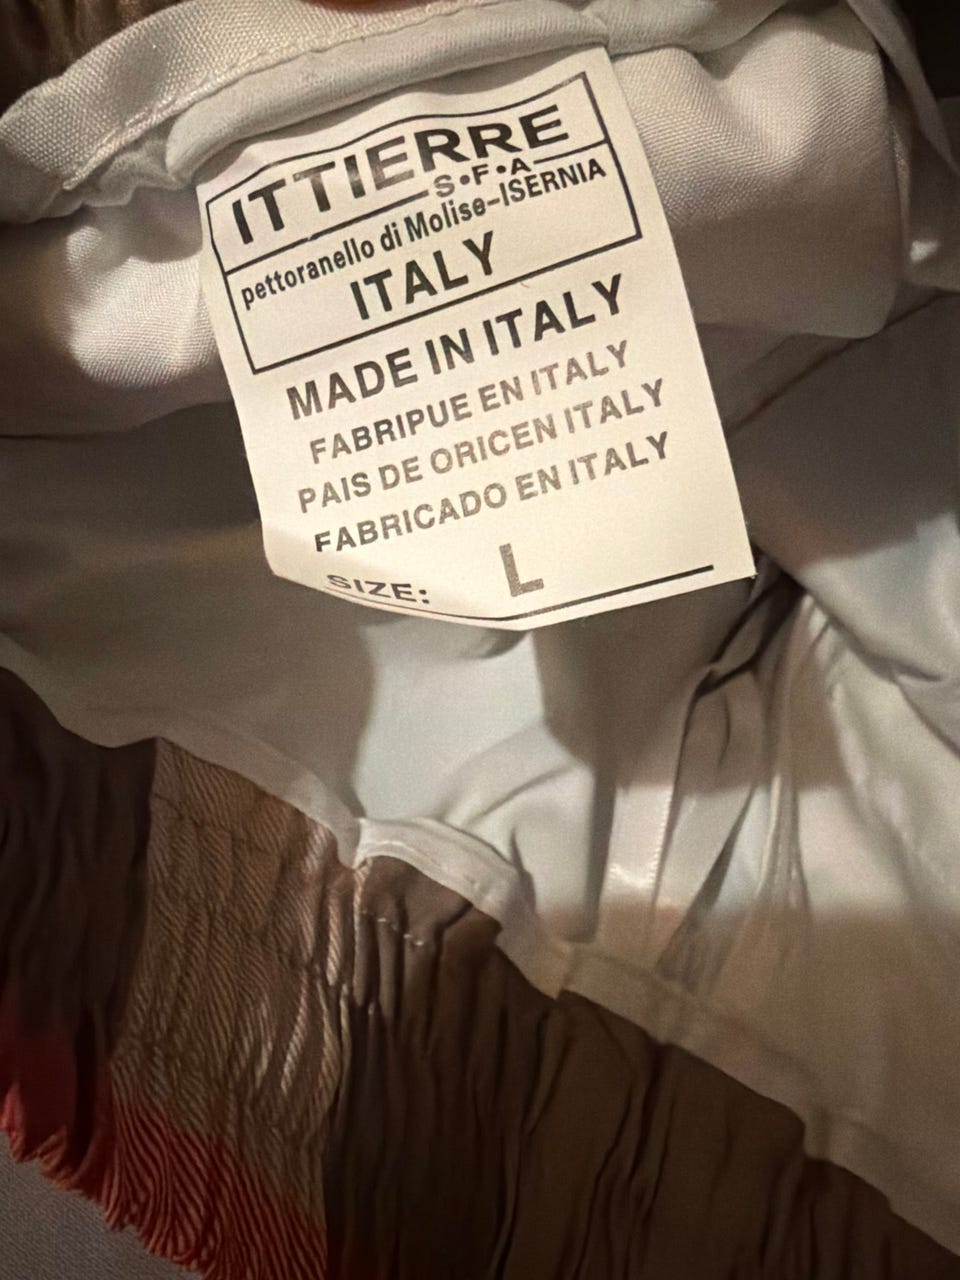 ITTIERRE
S•F•A
pettoranello di Molise-ISERNIA
ITALY
MADE IN ITALY
FABRIPUE EN ITALY
PAIS DE ORICEN ITALY
FABRICADO EN ITALY
SIZE: L